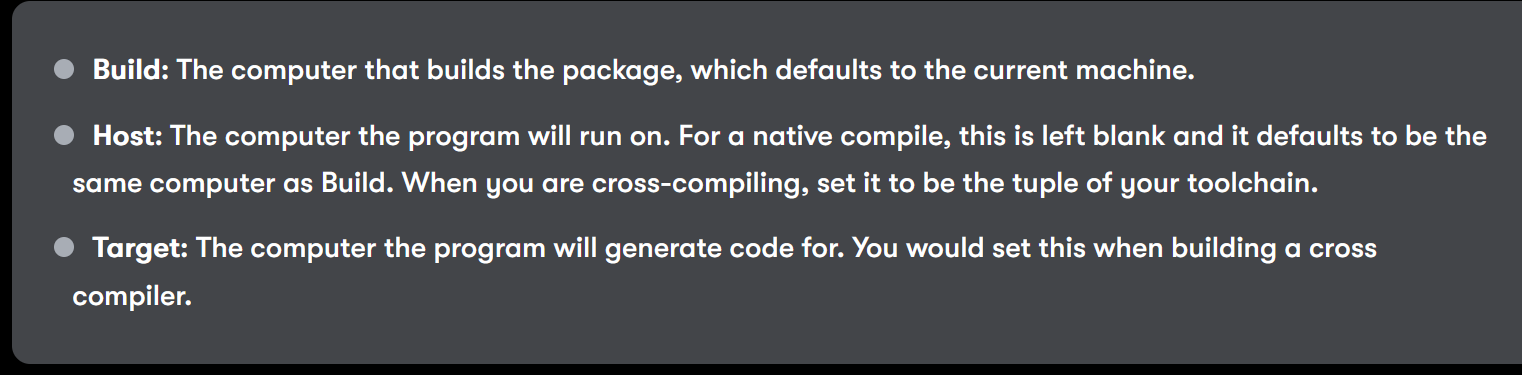 Build: The computer that builds the package, which defaults to the current machine.
Host: The computer the program will run on. For a native compile, this is left blank and it defaults to be the
same computer as Build. When you are cross-compiling, set it to be the tuple of your toolchain.
Target: The computer the program will generate code for. You would set this when building a cross
compiler.